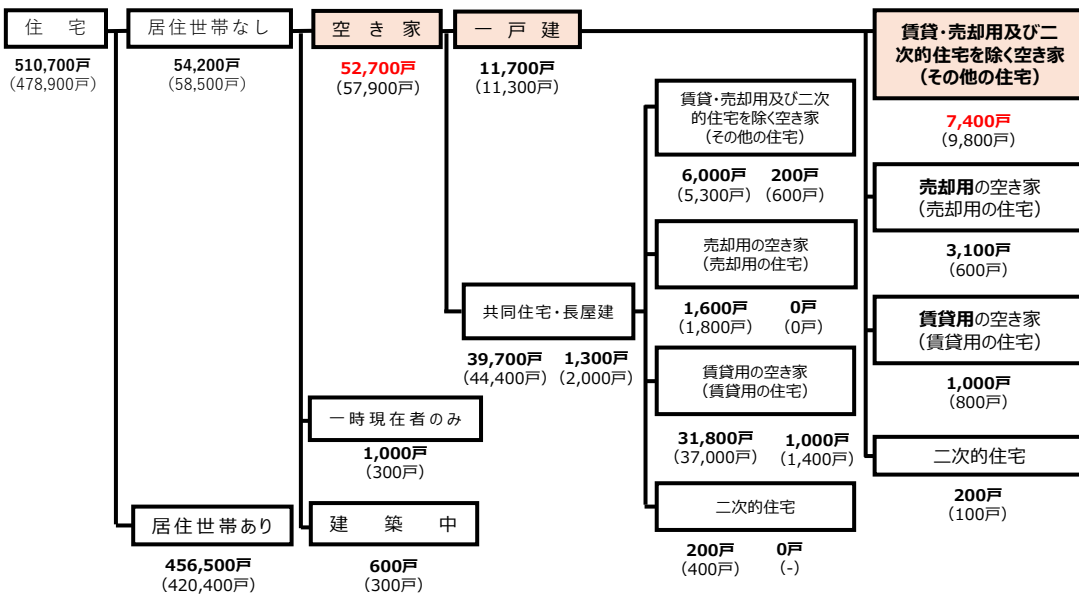 住 宅
510,700戸
(478,900戸)
居住世帯なし
54,200戸
(58,500戸)
空 き 家
52,700戸
(57,900戸)
一 戸 建
11,700戸
(11,300戸)
賃貸・売却用及び二
次的住宅を除く空き家
(その他の住宅)
7,400戸
(9,800戸)
売却用の空き家
(売却用の住宅)
3,100戸
(600戸)
賃貸用の空き家
(賃貸用の住宅)
1,000戸
(800戸)
二次的住宅
200戸
(100戸)
共同住宅・長屋建
39,700戸 1,300戸
(44,400戸) (2,000戸)
賃貸・売却用及び二次
的住宅を除く空き家
(その他の住宅)
6,000戸 200戸
(5,300戸) (600戸)
売却用の空き家
(売却用の住宅)
1,600戸 0戸
(1,800戸) (0戸)
賃貸用の空き家
(賃貸用の住宅)
31,800戸 1,000戸
(37,000戸) (1,400戸)
二次的住宅
200戸 0戸
(400戸) (-)
一時現在者のみ
1,000戸
(300戸)
建 築 中
600戸
(300戸)
居住世帯あり
456,500戸
(420,400戸)